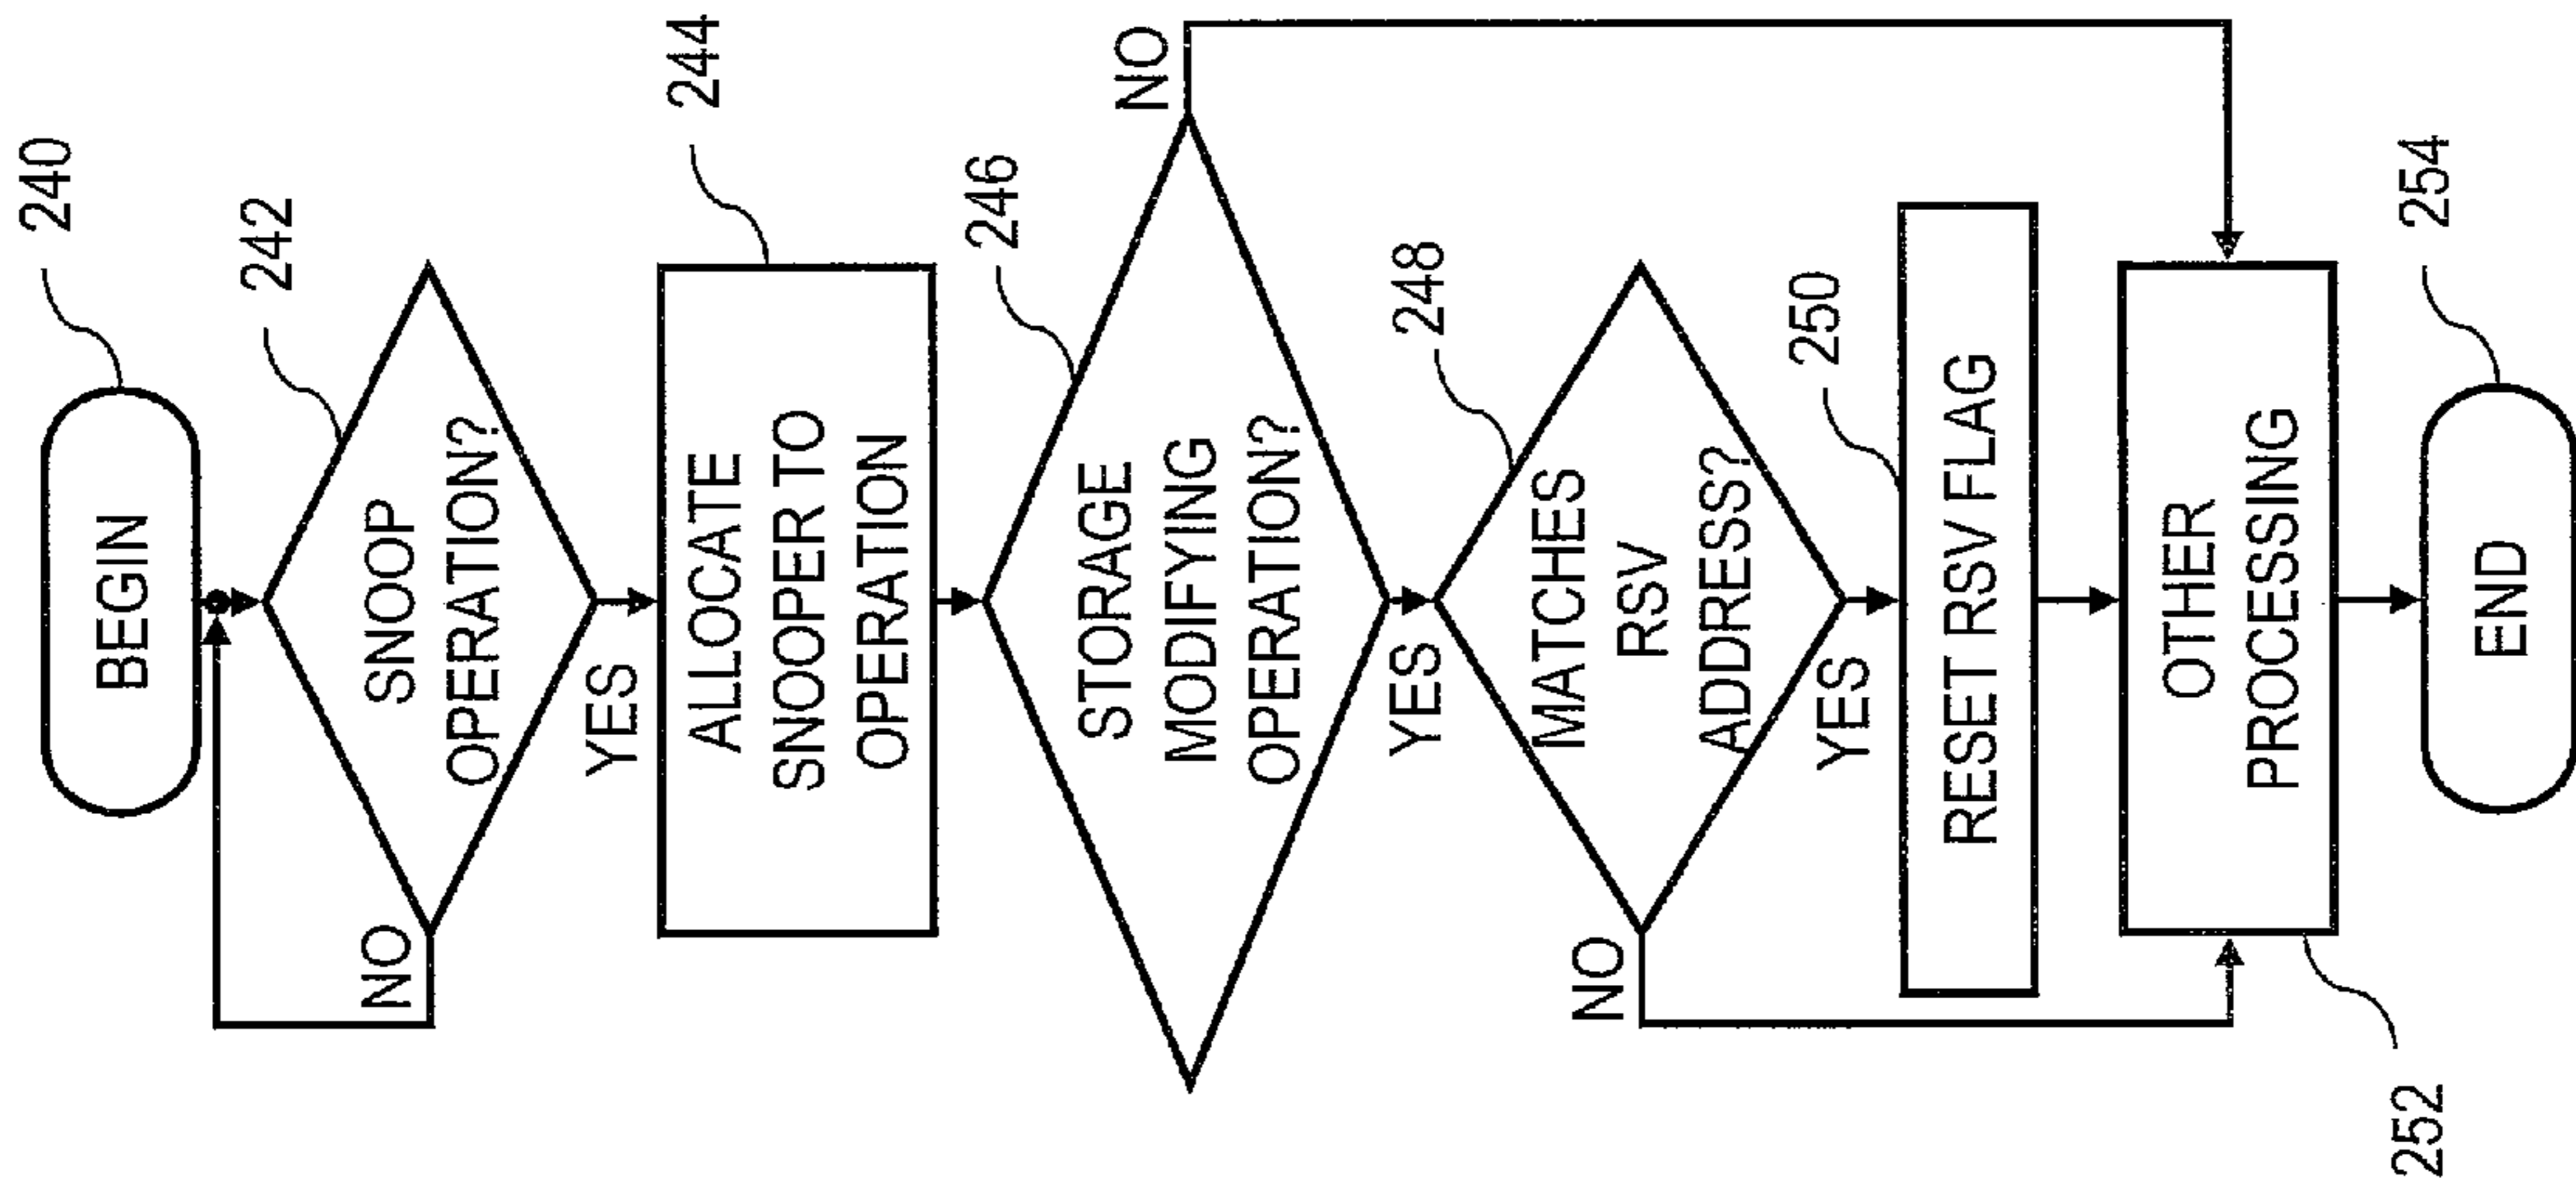 240
BEGIN
242
SNOOP
OPERATION?
NO
YES
244
ALLOCATE
SNOOPER TO
OPERATION
246
STORAGE
MODIFYING
OPERATION?
NO
YES
248
MATCHES
RSV
ADDRESS?
NO
YES
250
RESET RSV FLAG
OTHER
PROCESSING
252
254
END